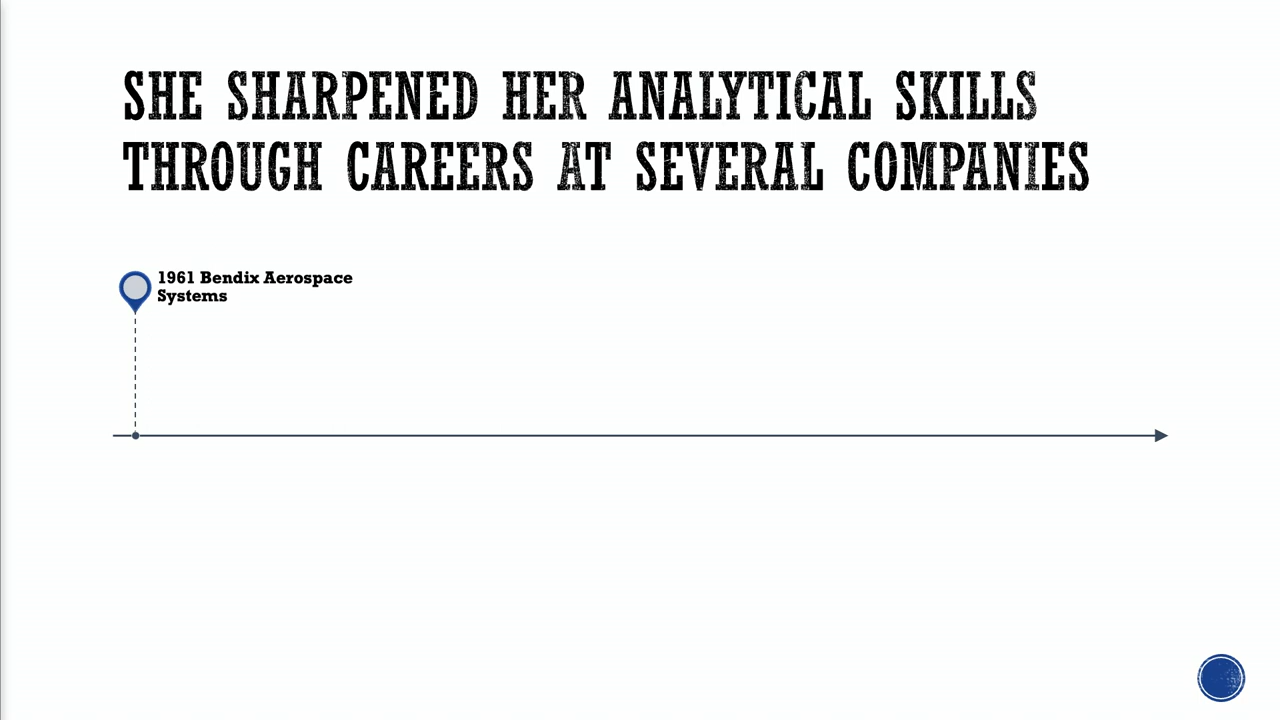 SHE SHARPENED HER ANALYTICAL SKILLS
THROUGH CAREERS AT SEVERAL COMPANIES
1961 Bendix Aerospace
Systems